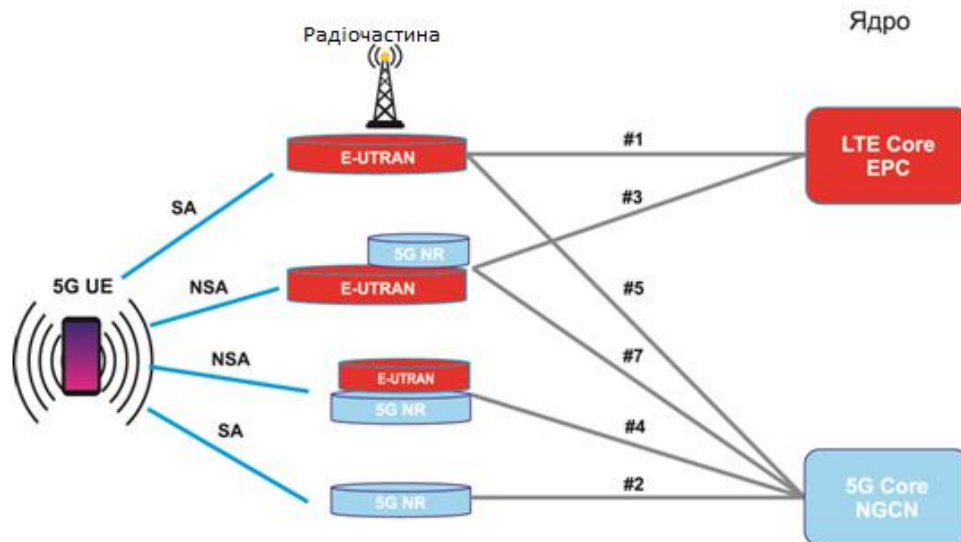 Радіочастина
Ядро
E-UTRAN
#1
LTE Core
EPC
SA
#3
5G NR
5G UE
NSA
E-UTRAN
#5
NSA
#7
E-UTRAN
5G NR
SA
#4
5G NR
#2
5G Core
NGCN